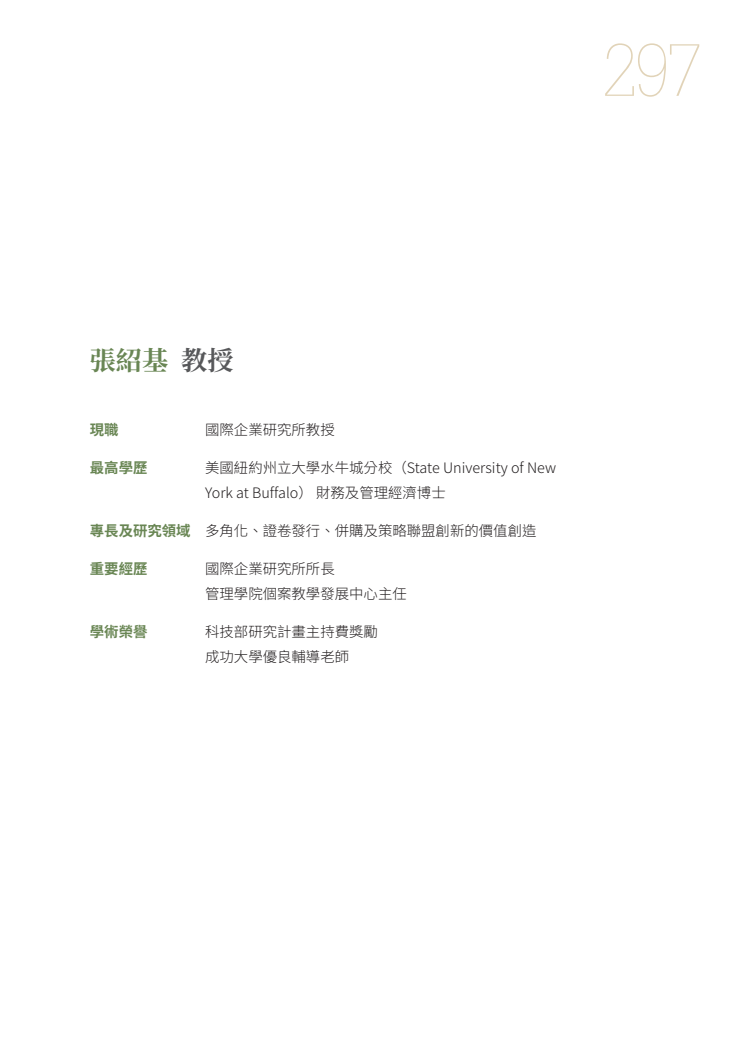 297
張紹基 教授
現職 國際企業研究所教授
最高學歷 美國紐約州立大學水牛城分校（State University of New
York at Buffalo） 財務及管理經濟博士
專長及研究領域 多角化、證卷發行、併購及策略聯盟創新的價值創造
重要經歷 國際企業研究所所長
管理學院個案教學發展中心主任
學術榮譽 科技部研究計畫主持費獎勵
成功大學優良輔導老師